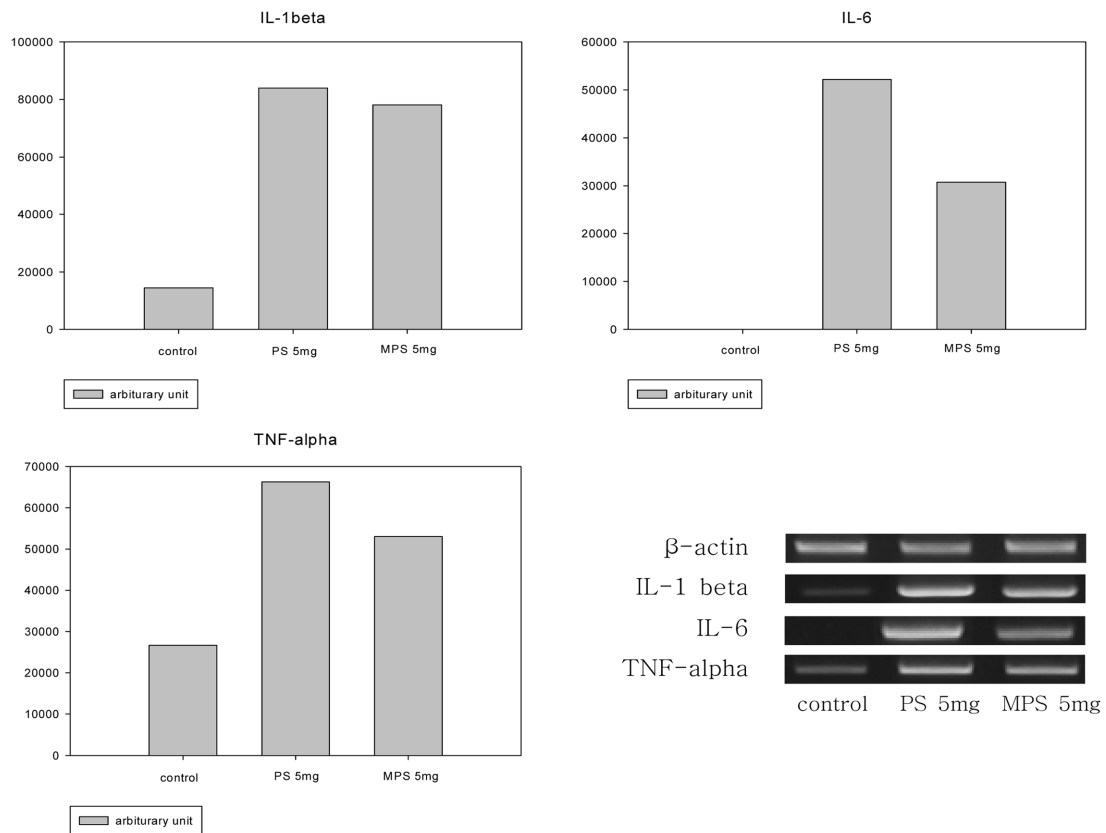 IL-1beta
100000
80000
60000
40000
20000
0
control PS 5mg MPS 5mg
arbiturary unit
IL-6
60000
50000
40000
30000
20000
10000
0
control PS 5mg MPS 5mg
arbiturary unit
TNF-alpha
70000
60000
50000
40000
30000
20000
10000
0
control PS 5mg MPS 5mg
arbiturary unit
β-actin
IL-1 beta
IL-6
TNF-alpha
control PS 5mg MPS 5mg